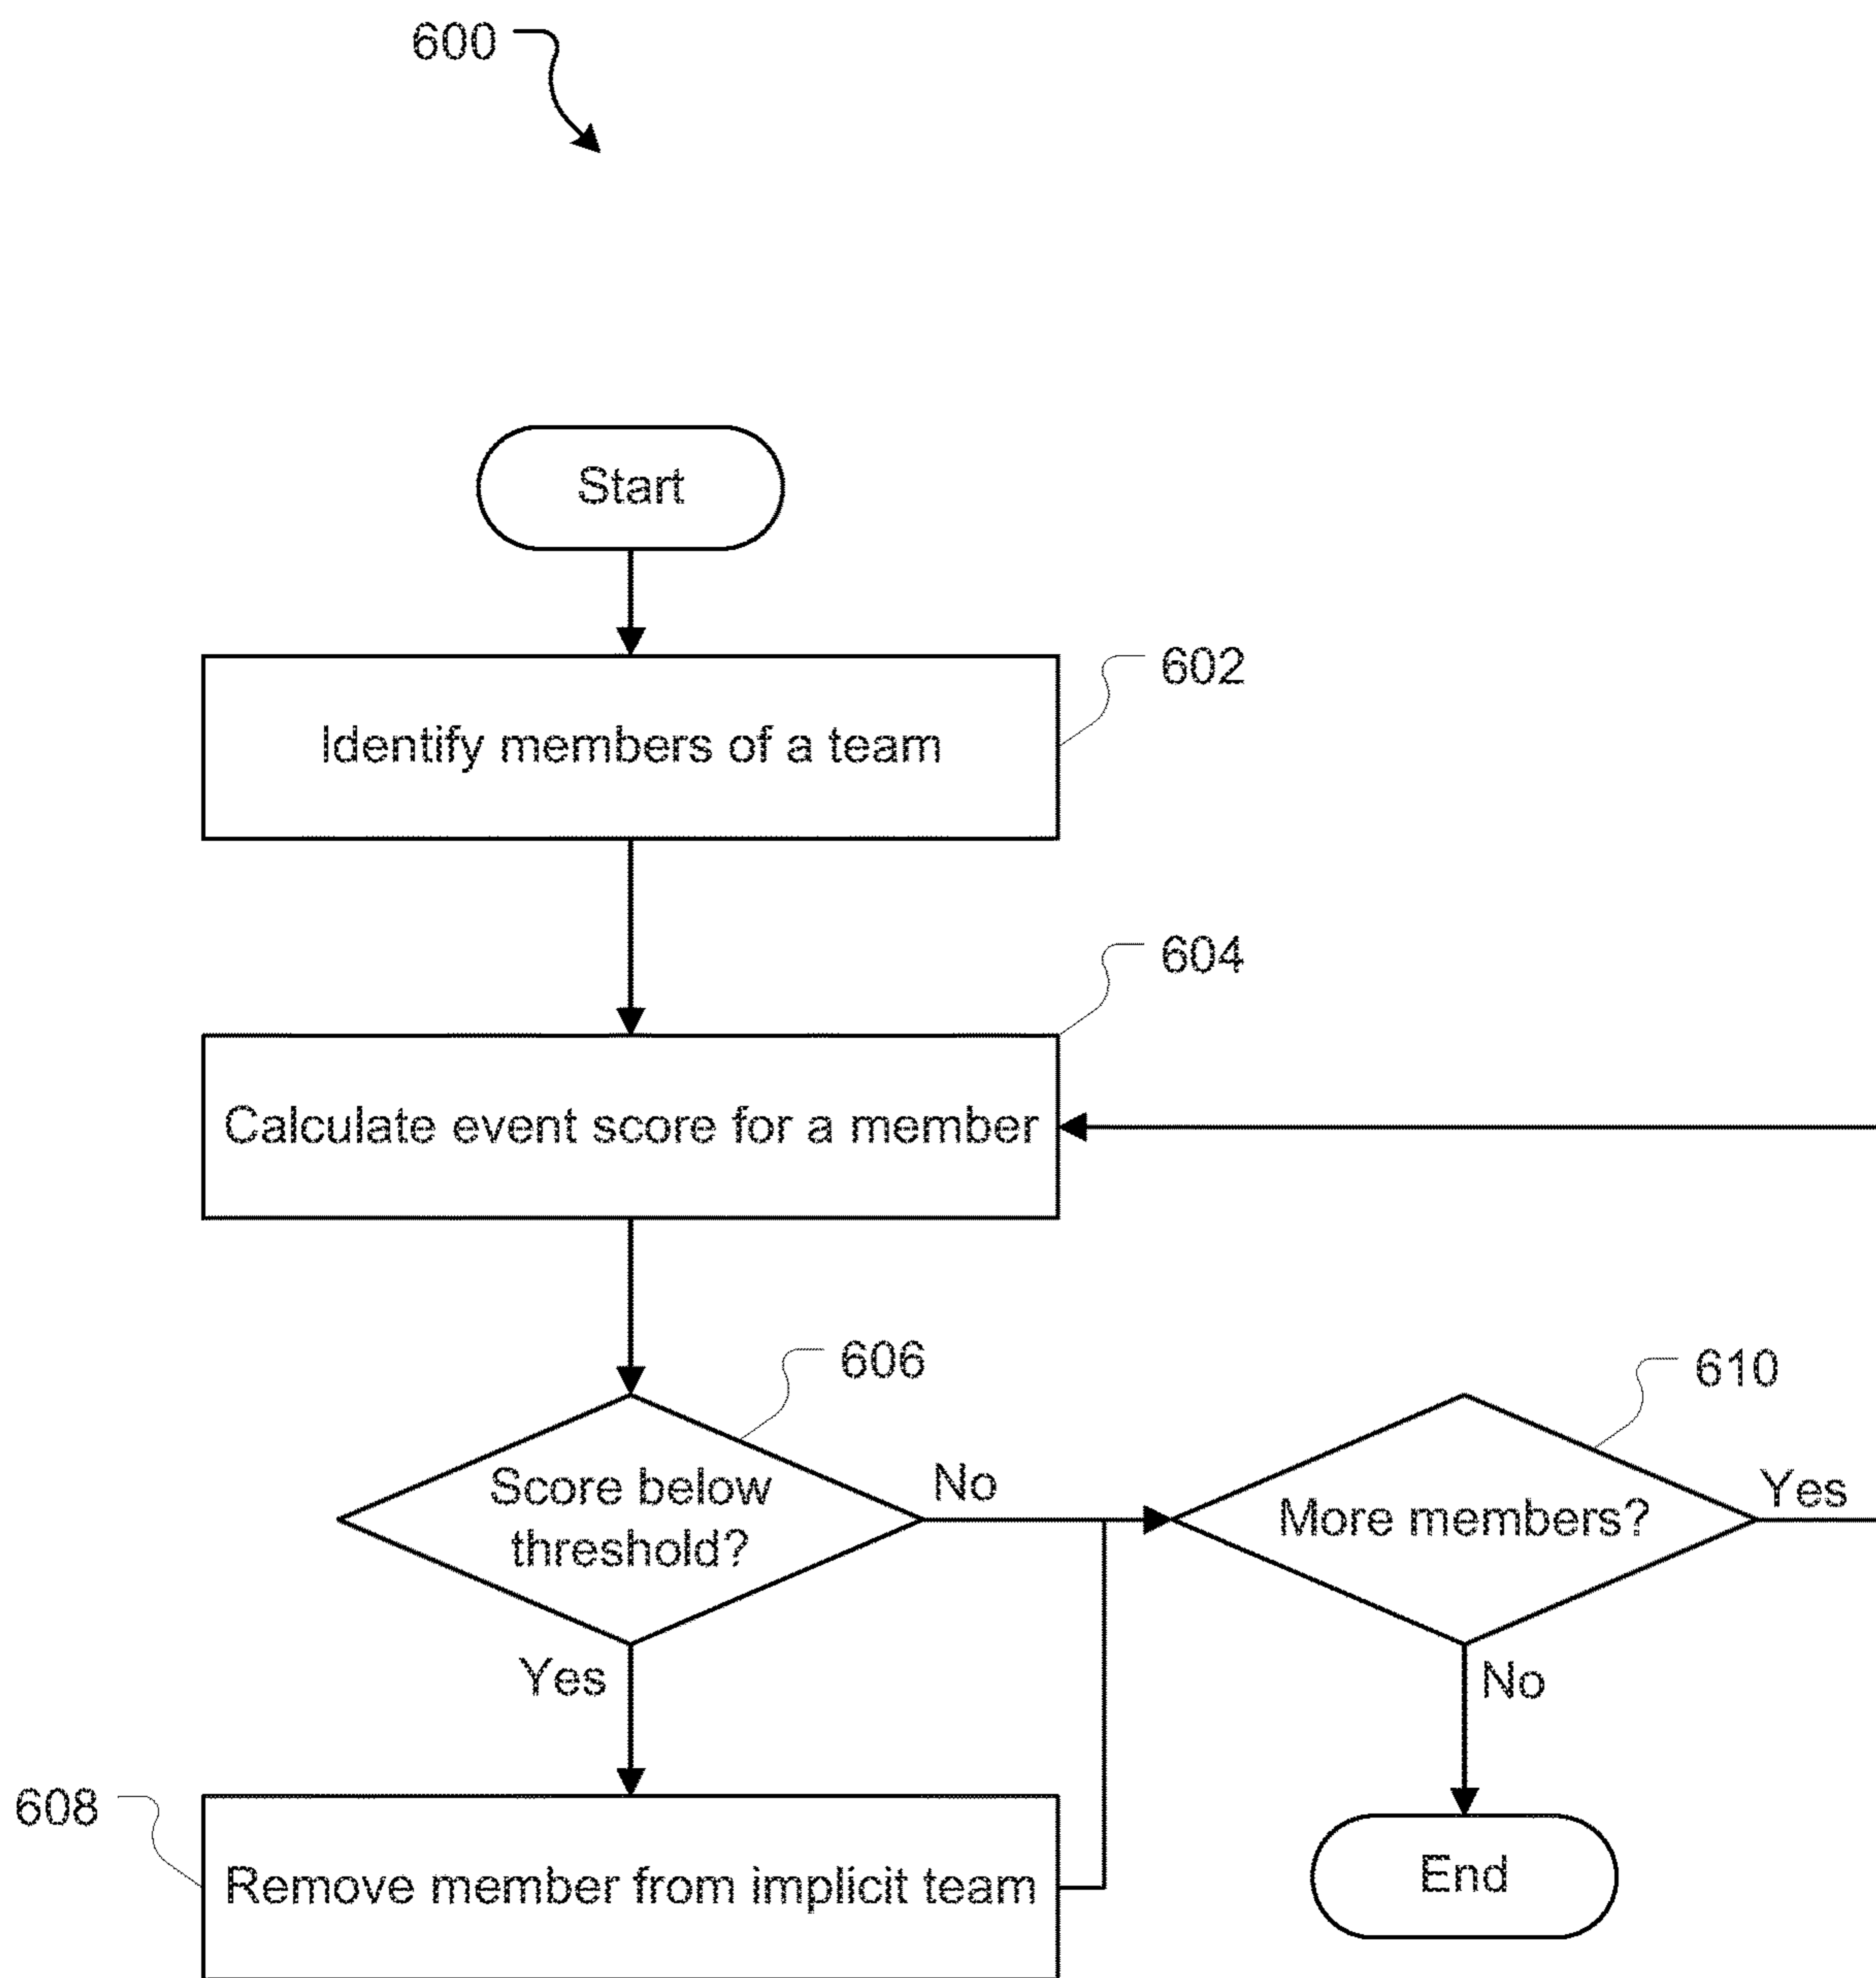 600
Start
602
Identify members of a team
604
Calculate event score for a member
606
610
Score below
threshold?
No
More members?
Yes
Yes
No
608
Remove member from implicit team
End